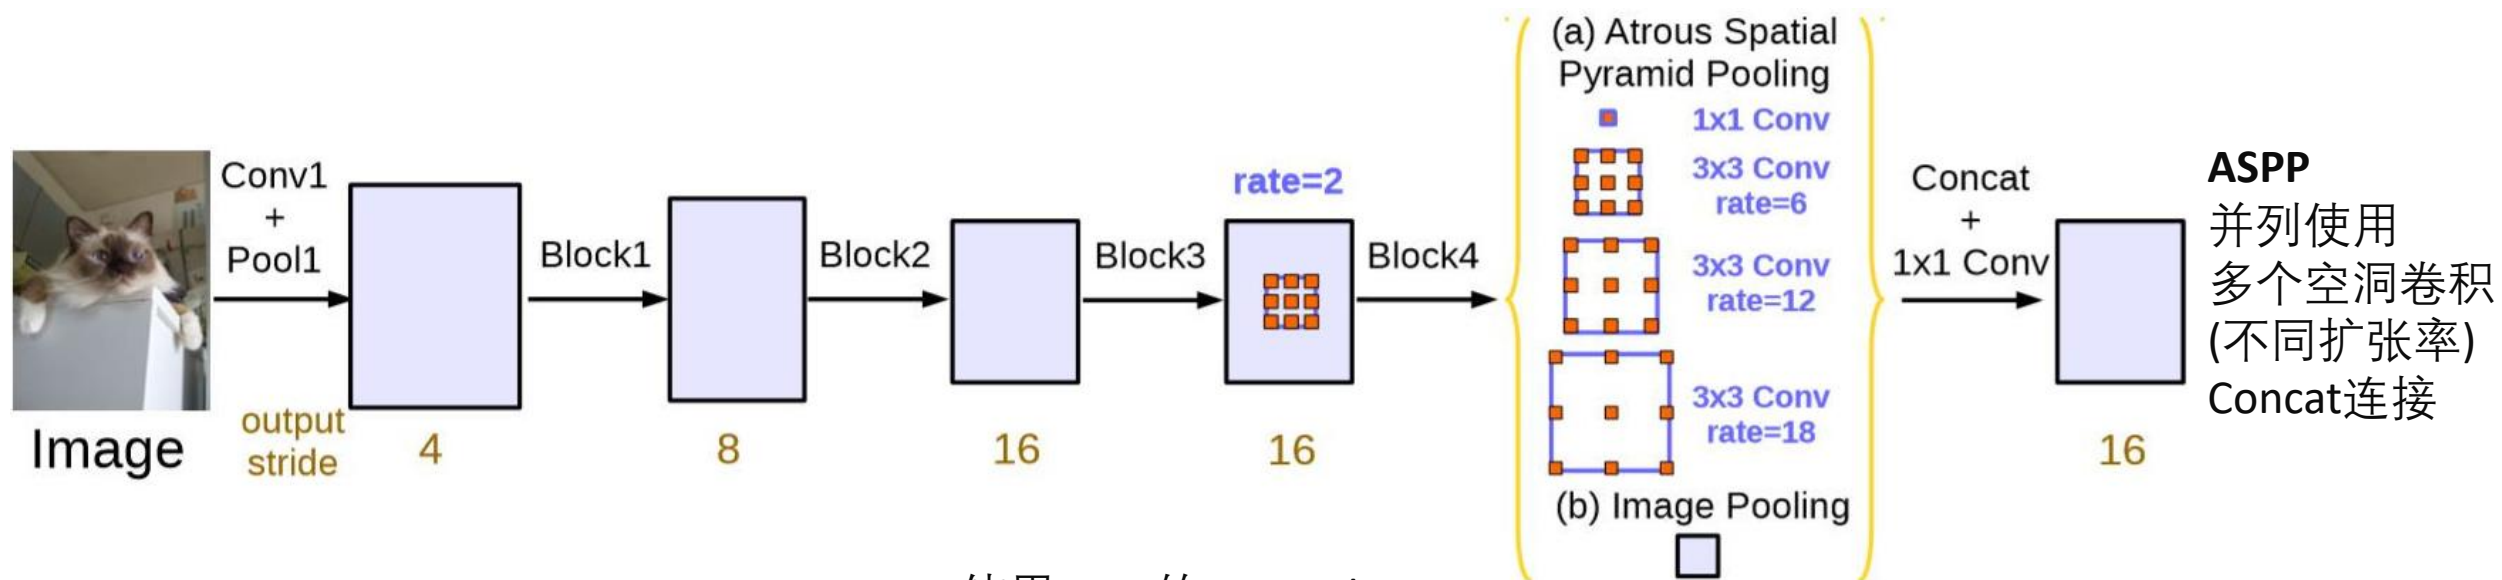 Image
Conv1
+
Pool1
output
stride
4
Block1
8
Block2
16
Block3
rate=2
16
Block4
(a) Atrous Spatial
Pyramid Pooling
1x1 Conv
3x3 Conv
rate=6
3x3 Conv
rate=12
3x3 Conv
rate=18
(b) Image Pooling
Concat
+
1x1 Conv
16
ASPP
并列使用
多个空洞卷积
(不同扩张率)
Concat连接